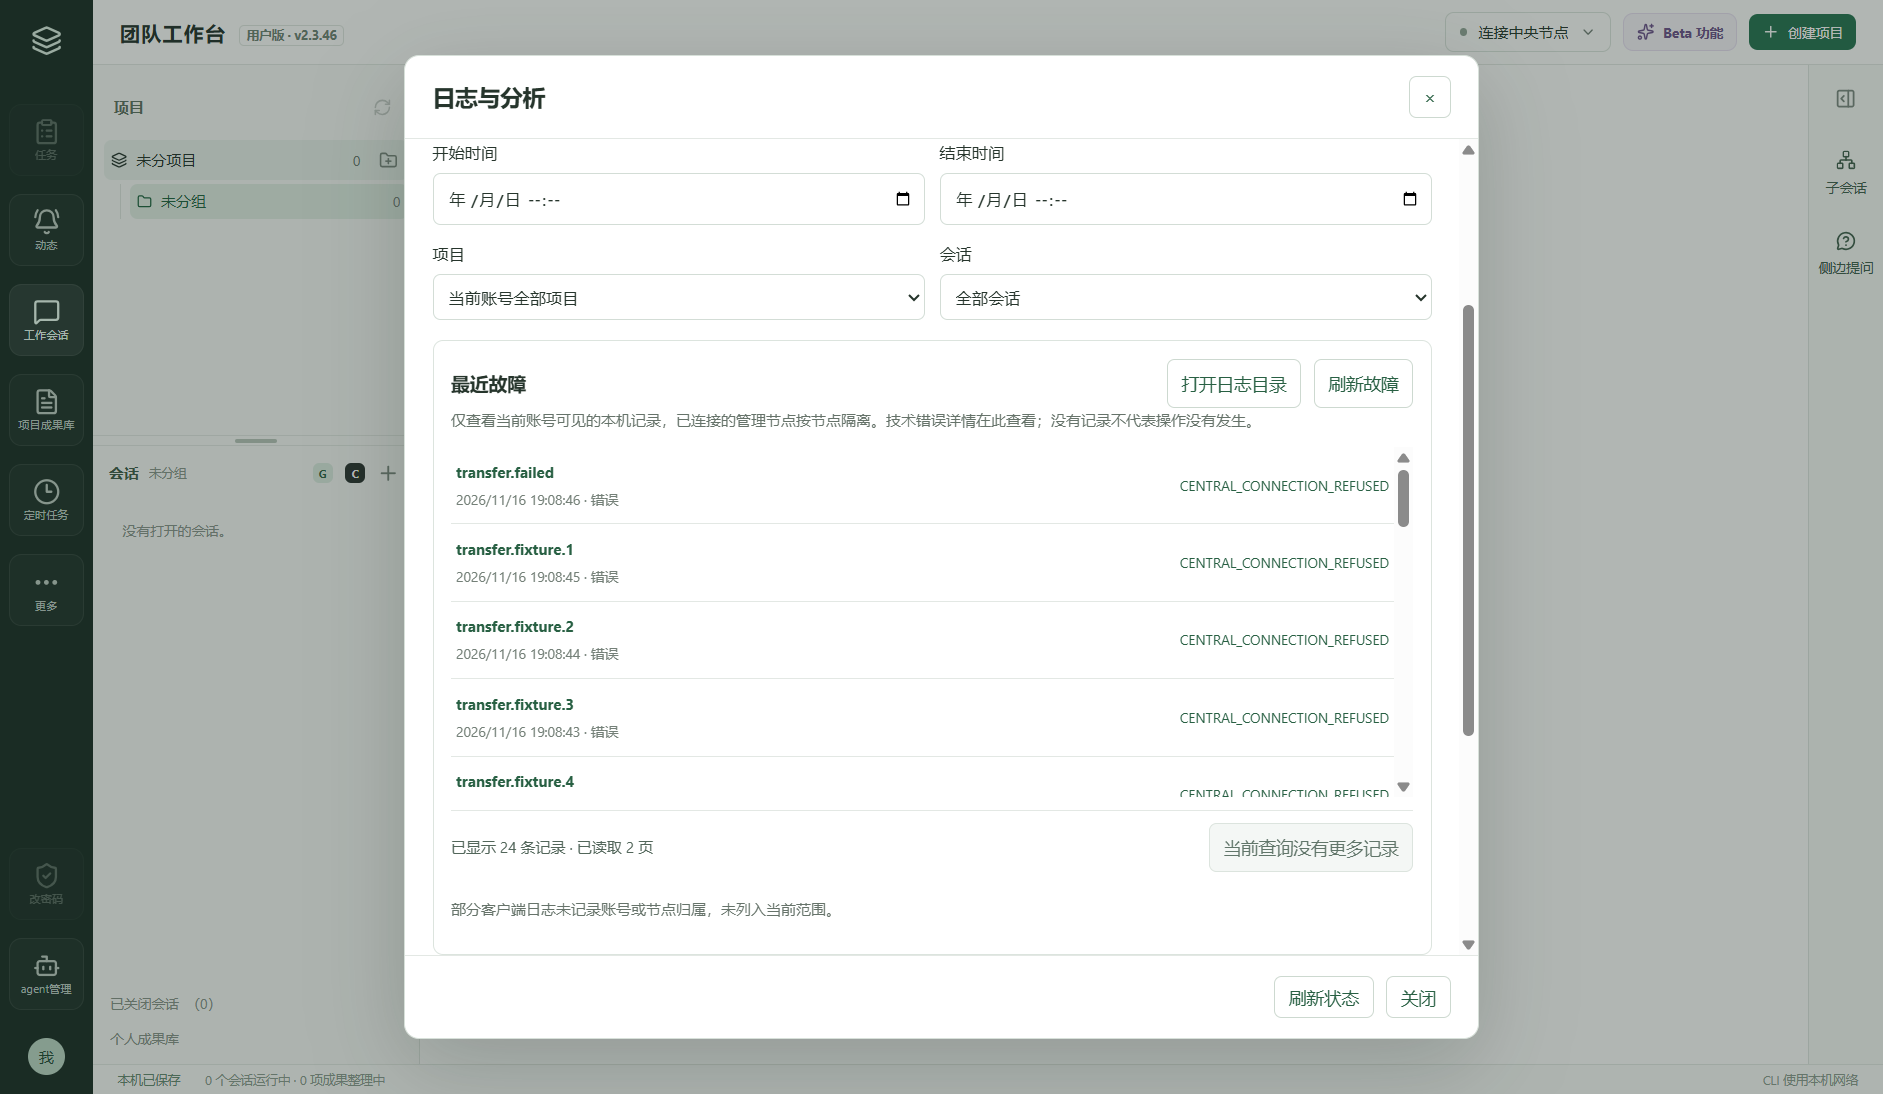 团队工作台
用户版 · v2.3.46
连接中央节点
Beta 功能
创建项目
任务
动态
工作会话
项目成果库
定时任务
更多
改密码
agent管理
我
项目
未分项目
0
未分组
0
会话
未分组
G
C
没有打开的会话。
已关闭会话 (0)
个人成果库
日志与分析
×
开始时间
结束时间
年 /月/日 --:--
年 /月/日 --:--
项目
会话
当前账号全部项目
全部会话
最近故障
打开日志目录
刷新故障
仅查看当前账号可见的本机记录，已连接的管理节点按节点隔离。技术错误详情在此查看；没有记录不代表操作没有发生。
transfer.failed
2026/11/16 19:08:46 · 错误
CENTRAL_CONNECTION_REFUSED
transfer.fixture.1
2026/11/16 19:08:45 · 错误
CENTRAL_CONNECTION_REFUSED
transfer.fixture.2
2026/11/16 19:08:44 · 错误
CENTRAL_CONNECTION_REFUSED
transfer.fixture.3
2026/11/16 19:08:43 · 错误
CENTRAL_CONNECTION_REFUSED
transfer.fixture.4
CENTRAL_CONNECTION_REFUSED
已显示 24 条记录 · 已读取 2 页
当前查询没有更多记录
部分客户端日志未记录账号或节点归属，未列入当前范围。
刷新状态
关闭
子会话
侧边提问
本机已保存
0 个会话运行中 · 0 项成果整理中
CLI 使用本机网络